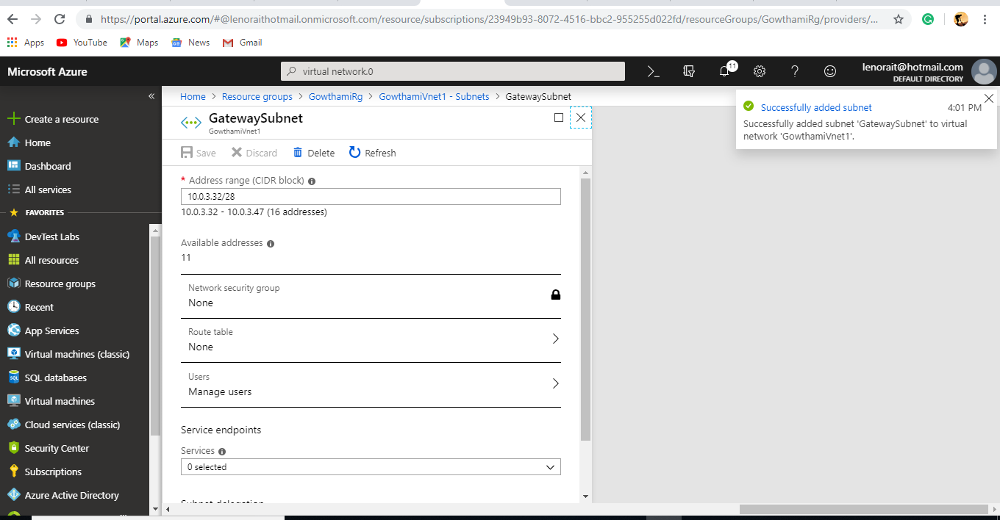 https://portal.azure.com/#@lenoraithotmail.onmicrosoft.com/resource/subscriptions/23949b93-8072-4516-bbc2-955255d022fd/resourceGroups/GowthamiRg/providers/...
Apps YouTube Maps News Gmail
Microsoft Azure
virtual network.0
11
lenorait@hotmail.com
DEFAULT DIRECTORY
Create a resource
Home
Dashboard
All services
FAVORITES
DevTest Labs
All resources
Resource groups
Recent
App Services
Virtual machines (classic)
SQL databases
Virtual machines
Cloud services (classic)
Security Center
Subscriptions
Azure Active Directory
Home > Resource groups > GowthamiRg > GowthamiVnet1 - Subnets > GatewaySubnet
GatewaySubnet
GowthamiVnet1
Save Discard Delete Refresh
* Address range (CIDR block)
10.0.3.32/28
10.0.3.32 - 10.0.3.47 (16 addresses)
Available addresses
11
Network security group
None
Route table
None
Users
Manage users
Service endpoints
Services
0 selected
Subnet delegation
Successfully added subnet 4:01 PM
Successfully added subnet 'GatewaySubnet' to virtual
network 'GowthamiVnet1'.